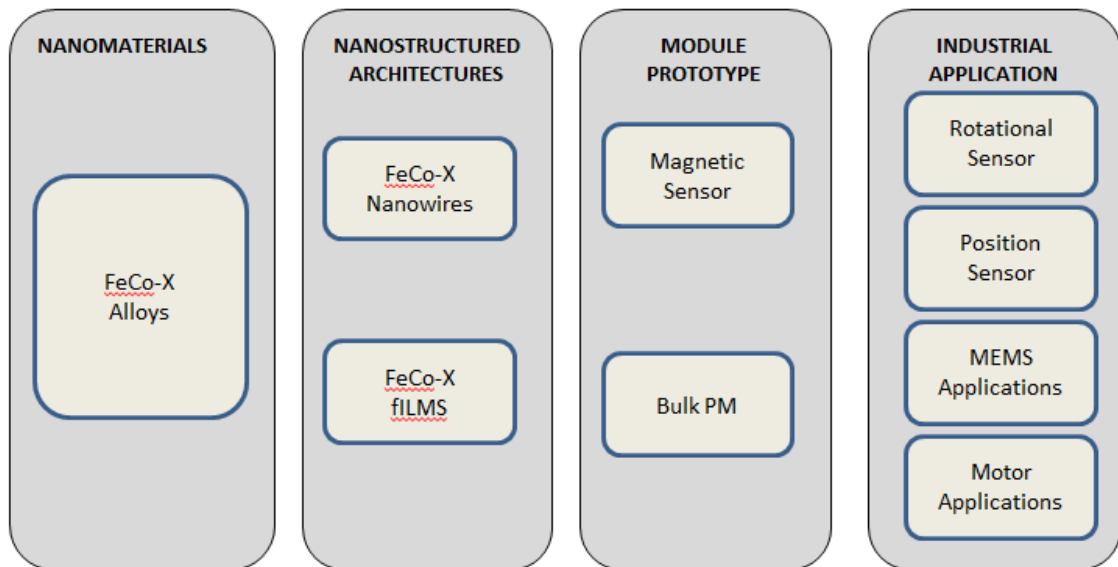 NANOMATERIALS
FeCo-X
Alloys
NANOSTRUCTURED
ARCHITECTURES
FeCo-X
Nanowires
FeCo-X
fILMS
MODULE
PROTOTYPE
Magnetic
Sensor
Bulk PM
INDUSTRIAL
APPLICATION
Rotational
Sensor
Position
Sensor
MEMS
Applications
Motor
Applications